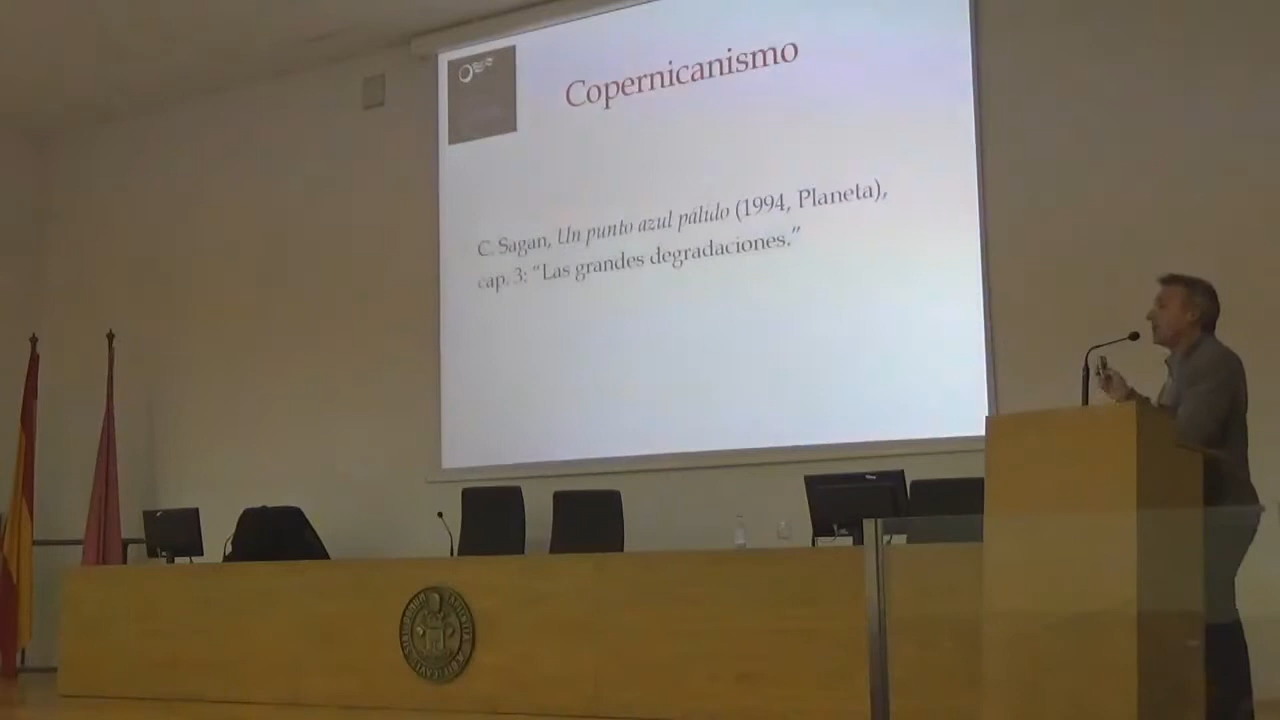 Copernicanismo
C. Sagan, Un punto azul pálido (1994, Planeta),
cap. 3: “Las grandes degradaciones.”